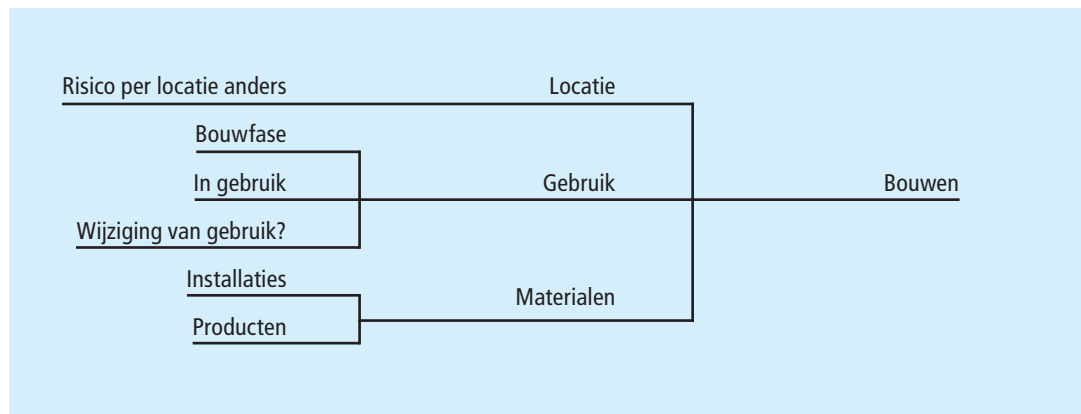 Risico per locatie anders
Locatie
Bouwfase
In gebruik
Gebruik
Bouwen
Wijziging van gebruik?
Installaties
Materialen
Producten